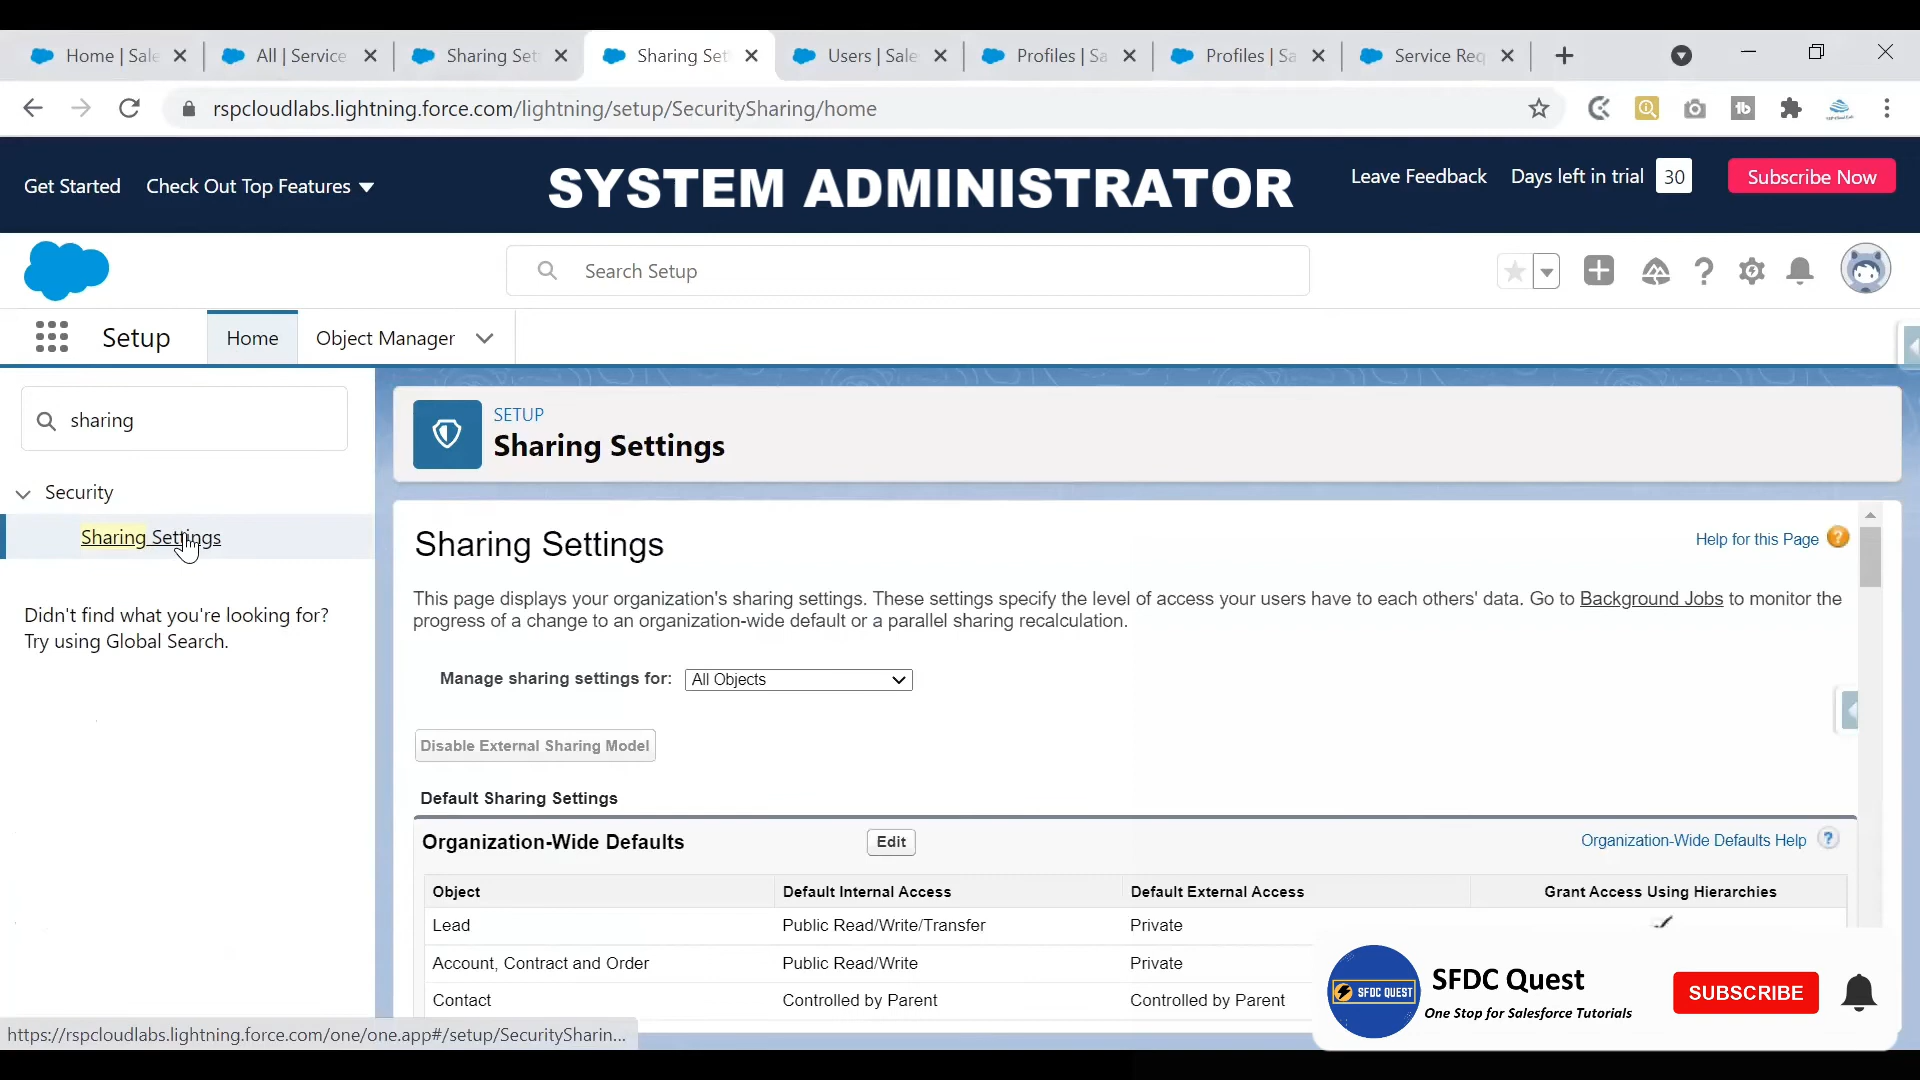 Home | Sale
All | Service
Sharing Set
Sharing Set
Users | Sale
Profiles | Sa
Profiles | Sa
Service Req
rspcloudlabs.lightning.force.com/lightning/setup/SecuritySharing/home
Get Started
Check Out Top Features
SYSTEM ADMINISTRATOR
Leave Feedback
Days left in trial
30
Subscribe Now
Search Setup
Setup
Home
Object Manager
sharing
Security
Sharing Settings
Didn't find what you're looking for?
Try using Global Search.
SETUP
Sharing Settings
Sharing Settings
Help for this Page
This page displays your organization's sharing settings. These settings specify the level of access your users have to each others' data. Go to Background Jobs to monitor the
progress of a change to an organization-wide default or a parallel sharing recalculation.
Manage sharing settings for: All Objects
Disable External Sharing Model
Default Sharing Settings
Organization-Wide Defaults
Edit
Organization-Wide Defaults Help
Object
Default Internal Access
Default External Access
Grant Access Using Hierarchies
Lead
Public Read/Write/Transfer
Private
Account, Contract and Order
Public Read/Write
Private
Contact
Controlled by Parent
Controlled by Parent
SFDC QUEST
SFDC Quest
One Stop for Salesforce Tutorials
SUBSCRIBE
https://rspcloudlabs.lightning.force.com/one/one.app#/setup/SecuritySharin...